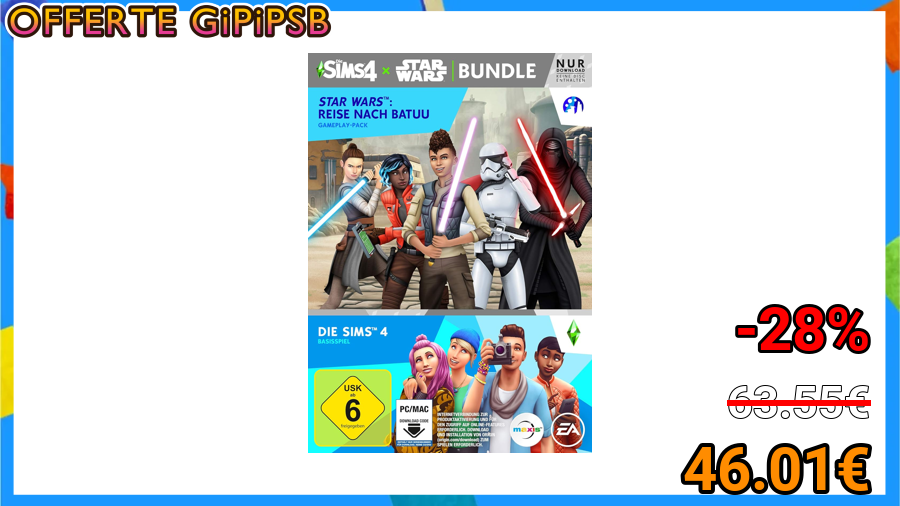 OFFERTE GiPiPSB
DIE SIMS 4 × STAR WARS BUNDLE
NUR
DOWNLOAD
KEINE DISC
ENTHALTEN
STAR WARS™:
REISE NACH BATUU
GAMEPLAY-PACK
DIE SIMS™ 4
BASISSPIEL
USK
ab
6
freigegeben
PC/MAC
DOWNLOAD CODE
INTERNETVERBINDUNG ZUR
PRODUKTAKTIVIERUNG UND FÜR
DEN ZUGRIFF AUF ONLINE-FEATURES
ERFORDERLICH. DOWNLOAD
UND INSTALLATION VON ORIGIN
(origin.com/download) ZUM
SPIELEN ERFORDERLICH.
maxis
EA
-28%
63.55€
46.01€